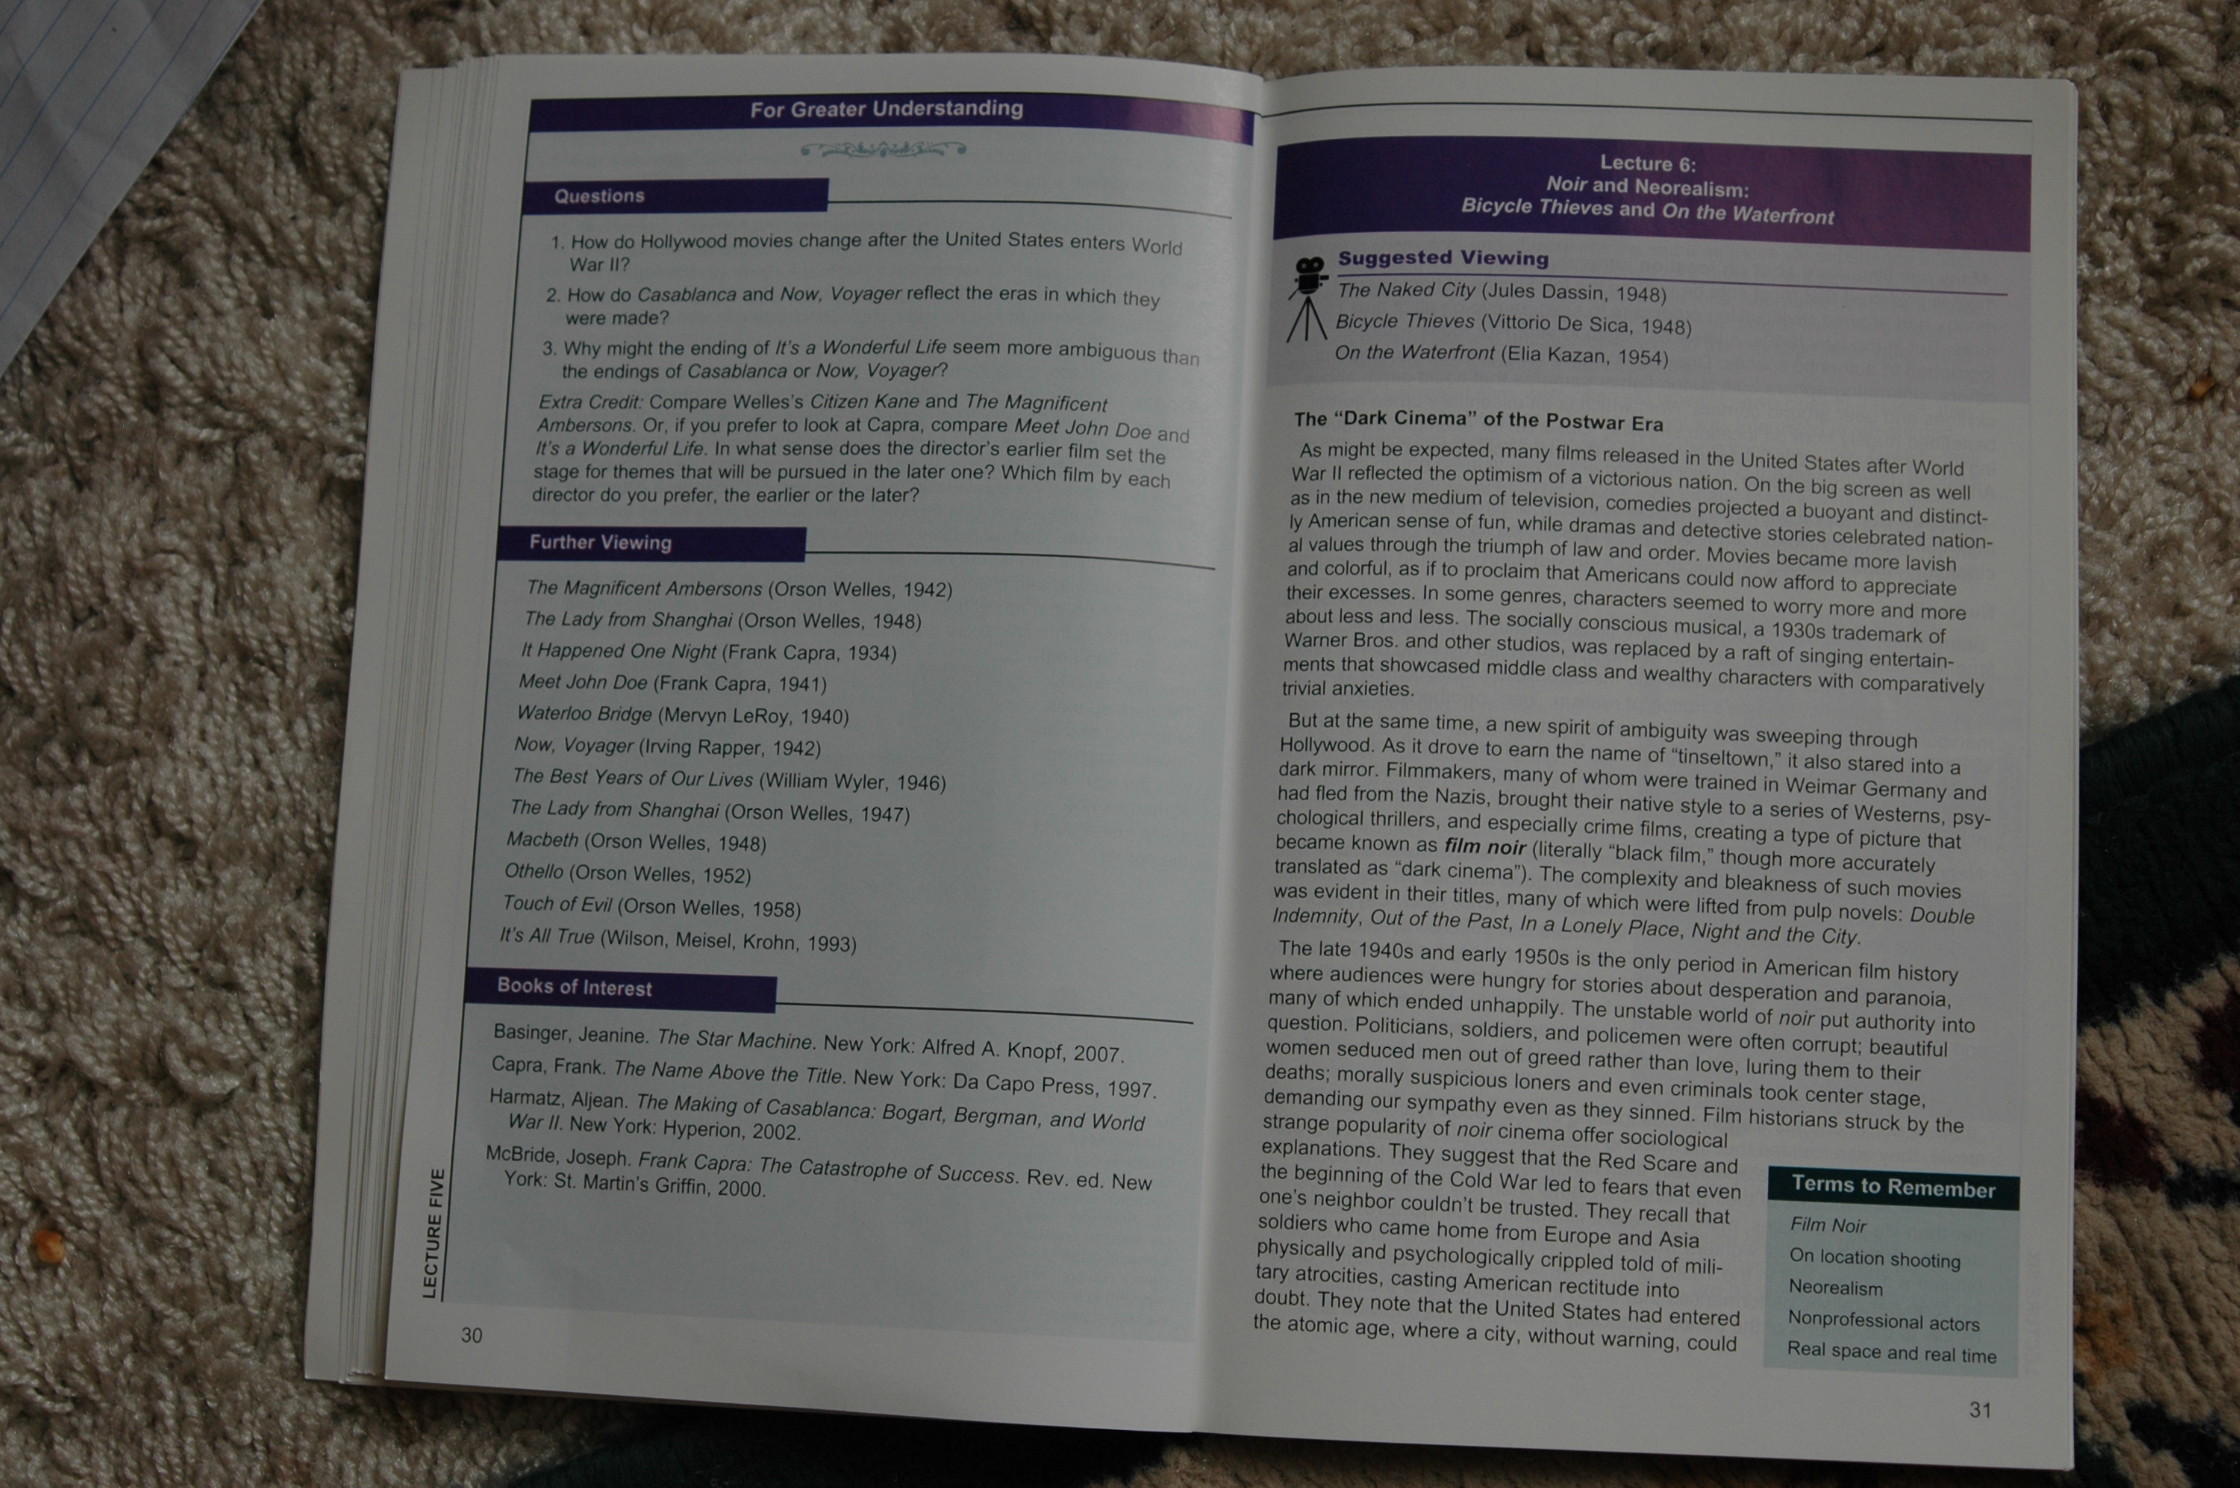 For Greater Understanding
Questions
1. How do Hollywood movies change after the United States enters World
War II?
2. How do Casablanca and Now, Voyager reflect the eras in which they
were made?
3. Why might the ending of It's a Wonderful Life seem more ambiguous than
the endings of Casablanca or Now, Voyager?
Extra Credit: Compare Welles's Citizen Kane and The Magnificent
Ambersons. Or, if you prefer to look at Capra, compare Meet John Doe and
It's a Wonderful Life. In what sense does the director's earlier film set the
stage for themes that will be pursued in the later one? Which film by each
director do you prefer, the earlier or the later?
Further Viewing
The Magnificent Ambersons (Orson Welles, 1942)
The Lady from Shanghai (Orson Welles, 1948)
It Happened One Night (Frank Capra, 1934)
Meet John Doe (Frank Capra, 1941)
Waterloo Bridge (Mervyn LeRoy, 1940)
Now, Voyager (Irving Rapper, 1942)
The Best Years of Our Lives (William Wyler, 1946)
The Lady from Shanghai (Orson Welles, 1947)
Macbeth (Orson Welles, 1948)
Othello (Orson Welles, 1952)
Touch of Evil (Orson Welles, 1958)
It's All True (Wilson, Meisel, Krohn, 1993)
Books of Interest
Basinger, Jeanine. The Star Machine. New York: Alfred A. Knopf, 2007.
Capra, Frank. The Name Above the Title. New York: Da Capo Press, 1997.
Harmatz, Aljean. The Making of Casablanca: Bogart, Bergman, and World
War II. New York: Hyperion, 2002.
McBride, Joseph. Frank Capra: The Catastrophe of Success. Rev. ed. New
York: St. Martin's Griffin, 2000.
LECTURE FIVE
30
Lecture 6:
Noir and Neorealism:
Bicycle Thieves and On the Waterfront
Suggested Viewing
The Naked City (Jules Dassin, 1948)
Bicycle Thieves (Vittorio De Sica, 1948)
On the Waterfront (Elia Kazan, 1954)
The "Dark Cinema" of the Postwar Era
As might be expected, many films released in the United States after World
War II reflected the optimism of a victorious nation. On the big screen as well
as in the new medium of television, comedies projected a buoyant and distinct-
ly American sense of fun, while dramas and detective stories celebrated nation-
al values through the triumph of law and order. Movies became more lavish
and colorful, as if to proclaim that Americans could now afford to appreciate
their excesses. In some genres, characters seemed to worry more and more
about less and less. The socially conscious musical, a 1930s trademark of
Warner Bros. and other studios, was replaced by a raft of singing entertain-
ments that showcased middle class and wealthy characters with comparatively
trivial anxieties.
But at the same time, a new spirit of ambiguity was sweeping through
Hollywood. As it drove to earn the name of "tinseltown," it also stared into a
dark mirror. Filmmakers, many of whom were trained in Weimar Germany and
had fled from the Nazis, brought their native style to a series of Westerns, psy-
chological thrillers, and especially crime films, creating a type of picture that
became known as film noir (literally "black film," though more accurately
translated as "dark cinema"). The complexity and bleakness of such movies
was evident in their titles, many of which were lifted from pulp novels: Double
Indemnity, Out of the Past, In a Lonely Place, Night and the City.
The late 1940s and early 1950s is the only period in American film history
where audiences were hungry for stories about desperation and paranoia,
many of which ended unhappily. The unstable world of noir put authority into
question. Politicians, soldiers, and policemen were often corrupt; beautiful
women seduced men out of greed rather than love, luring them to their
deaths; morally suspicious loners and even criminals took center stage,
demanding our sympathy even as they sinned. Film historians struck by the
strange popularity of noir cinema offer sociological
explanations. They suggest that the Red Scare and
the beginning of the Cold War led to fears that even
one's neighbor couldn't be trusted. They recall that
soldiers who came home from Europe and Asia
physically and psychologically crippled told of mili-
tary atrocities, casting American rectitude into
doubt. They note that the United States had entered
the atomic age, where a city, without warning, could
Terms to Remember
Film Noir
On location shooting
Neorealism
Nonprofessional actors
Real space and real time
31